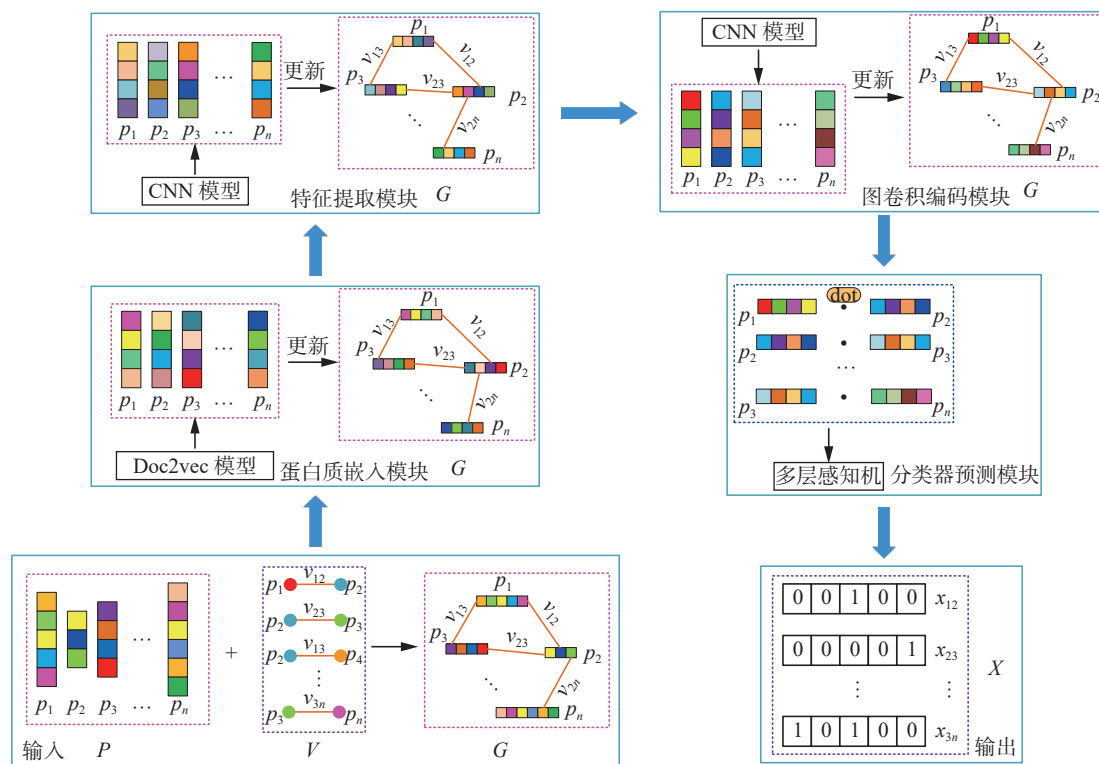 p1 p2 p3 … pn
CNN 模型
更新
p1
v13 v12
p3 v23 p2
… v2n
pn
特征提取模块 G
CNN 模型
p1 p2 p3 … pn
更新
p1
v13 v12
p3 v23 p2
… v2n
pn
图卷积编码模块 G
p1 p2 p3 … pn
Doc2vec 模型
更新
p1
v13 v12
p3 v23 p2
… v2n
pn
蛋白质嵌入模块 G
dot
p1 • p2
p2 • p3
…
p3 • pn
多层感知机 分类器预测模块
p1 p2 p3 … pn
输入 P
+
p1 v12 p2
p2 v23 p3
p2 v13 p4
⋮
p3 v3n pn
V
p1
v13 v12
p3 v23 p2
… v2n
pn
G
0 0 1 0 0 x12
0 0 0 0 1 x23
⋮ ⋮ X
1 0 1 0 0 x3n
输出